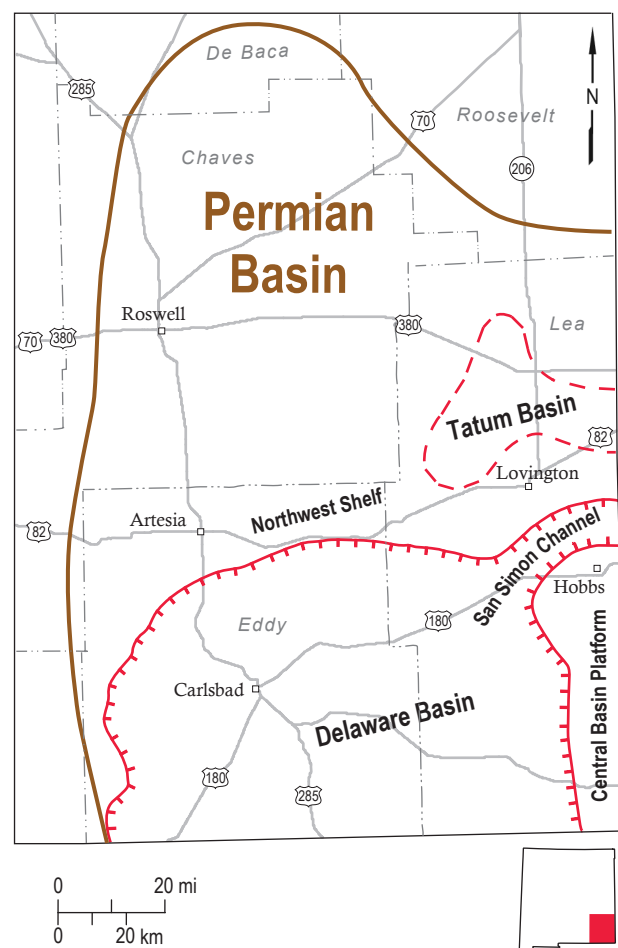 De Baca
285
N
70
Roosevelt
Chaves
206
Permian
Basin
Roswell
380
Lea
70
380
Tatum Basin
82
Lovington
Northwest Shelf
82
Artesia
San Simon Channel
Hobbs
Eddy
180
Central Basin Platform
Carlsbad
Delaware Basin
180
285
0 20 mi
0 20 km